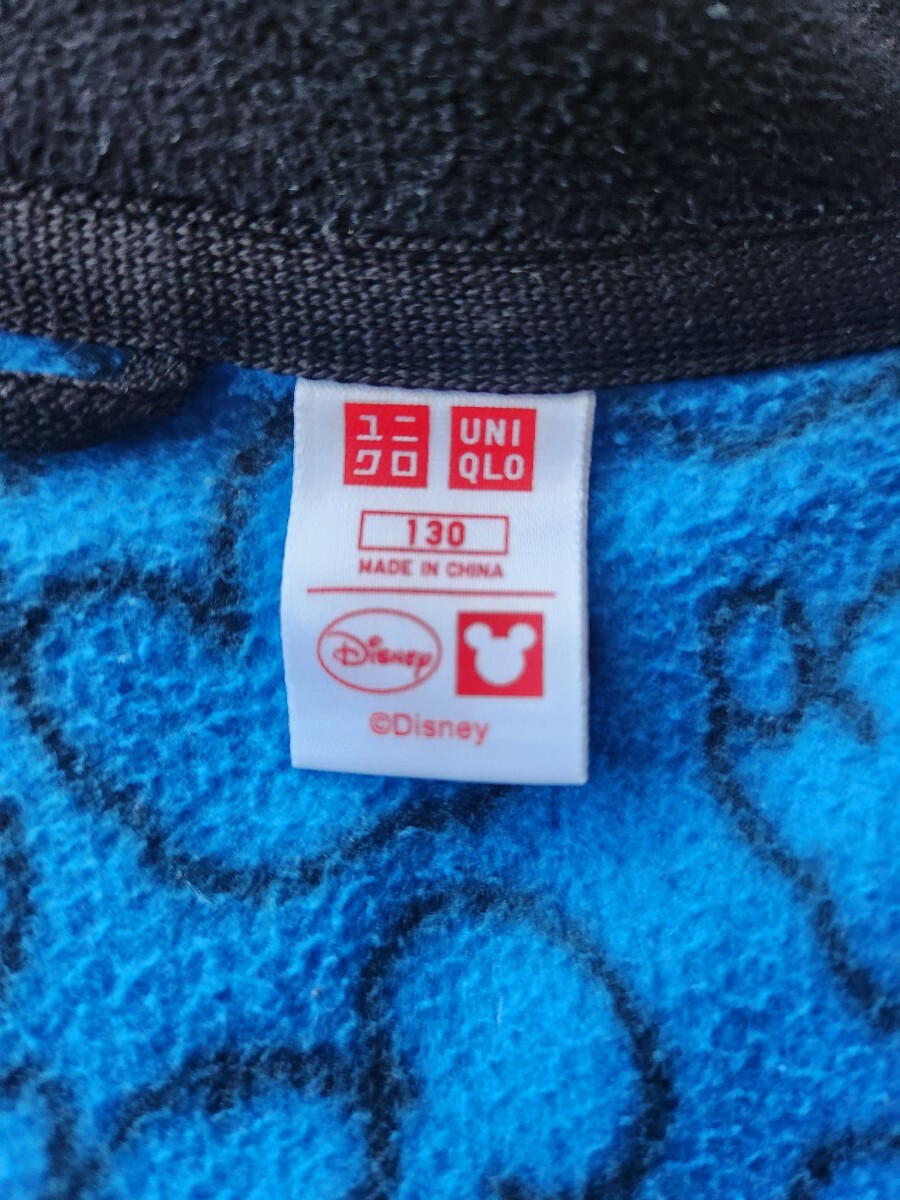 ユニ
クロ
UNI
QLO
130
MADE IN CHINA
Disney
©Disney